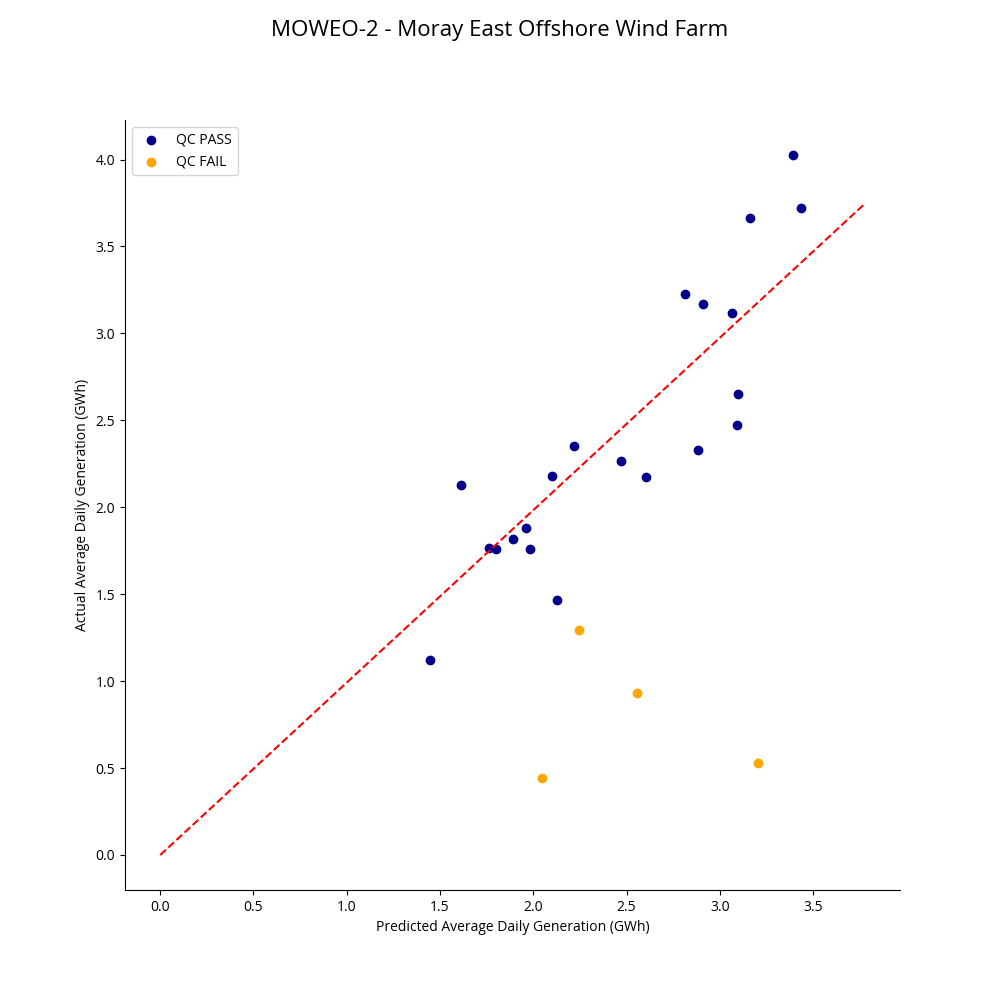 MOWEO-2 - Moray East Offshore Wind Farm
QC PASS
QC FAIL
4.0
3.5
3.0
2.5
2.0
1.5
1.0
0.5
0.0
Actual Average Daily Generation (GWh)
0.0 0.5 1.0 1.5 2.0 2.5 3.0 3.5
Predicted Average Daily Generation (GWh)